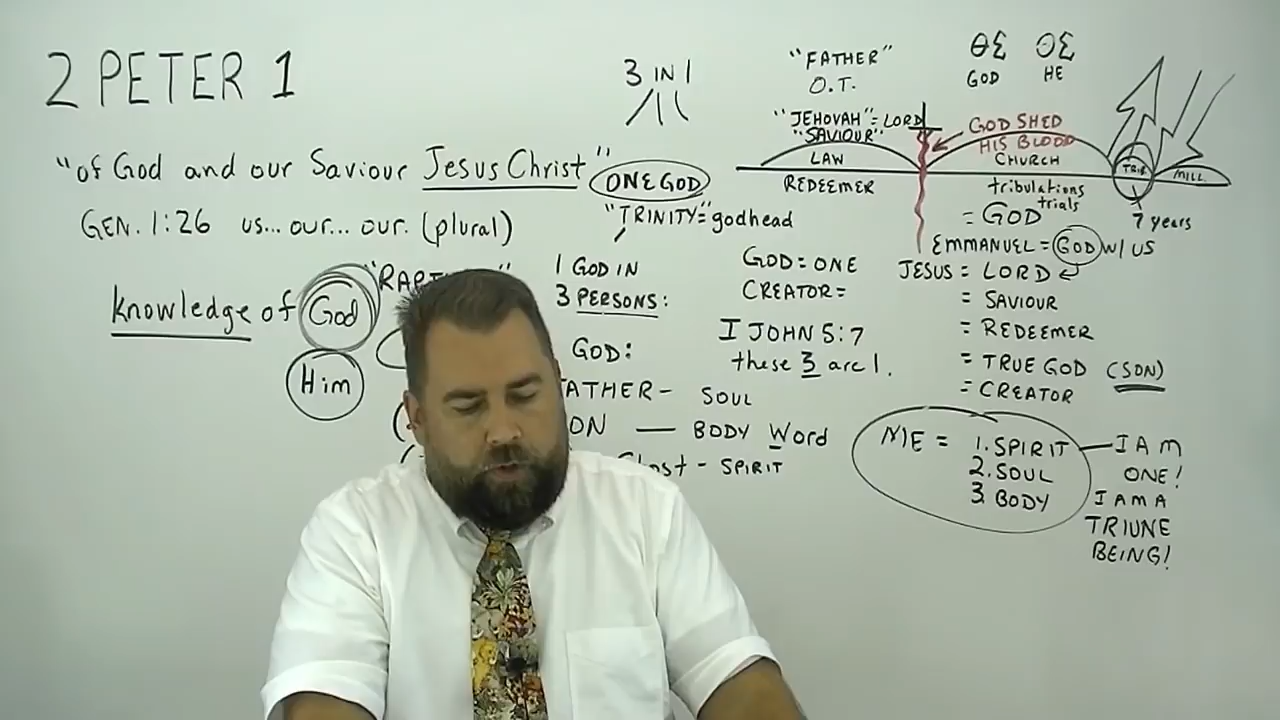 2 PETER 1
"of God and our Saviour Jesus Christ"
GEN. 1:26 us... our... our. (plural)
knowledge of God
Him
3 IN 1
ONE GOD
"TRINITY"= godhead
1 GOD IN
3 PERSONS:
GOD:
ATHER - SOUL
ON — BODY Word
Ghost - SPIRIT
GOD = ONE
CREATOR =
I JOHN 5:7
these 3 are 1.
"FATHER"
O.T.
"JEHOVAH" = LORD
"SAVIOUR"
LAW
REDEEMER
ΘΣ ΟΣ
GOD HE
GOD SHED
HIS BLOOD
CHURCH
tribulations
trials
TRIB
MILL
7 years
= GOD
EMMANUEL = GOD W/ US
JESUS = LORD
= SAVIOUR
= REDEEMER
= TRUE GOD (SON)
= CREATOR
ME = 1. SPIRIT
2. SOUL
3. BODY
I AM
ONE!
I AM A
TRIUNE
BEING!